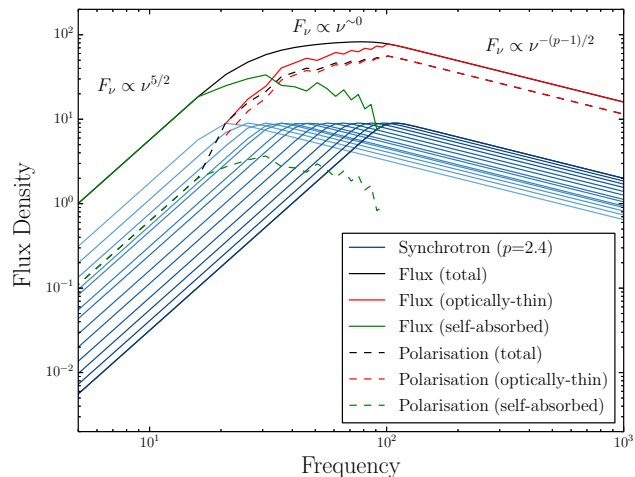 F_ν ∝ ν^{∼0}
F_ν ∝ ν^{5/2}
F_ν ∝ ν^{−(p−1)/2}
10^2
10^1
10^0
10^{−1}
10^{−2}
Flux Density
Synchrotron (p=2.4)
Flux (total)
Flux (optically-thin)
Flux (self-absorbed)
Polarisation (total)
Polarisation (optically-thin)
Polarisation (self-absorbed)
10^1 10^2 10^3
Frequency